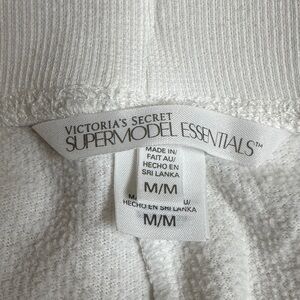 VICTORIA'S SECRET
SUPERMODEL ESSENTIALS™
MADE IN/
FAIT AU/
HECHO EN
SRI LANKA
M/M
HECHO EN SRI LANKA
M/M